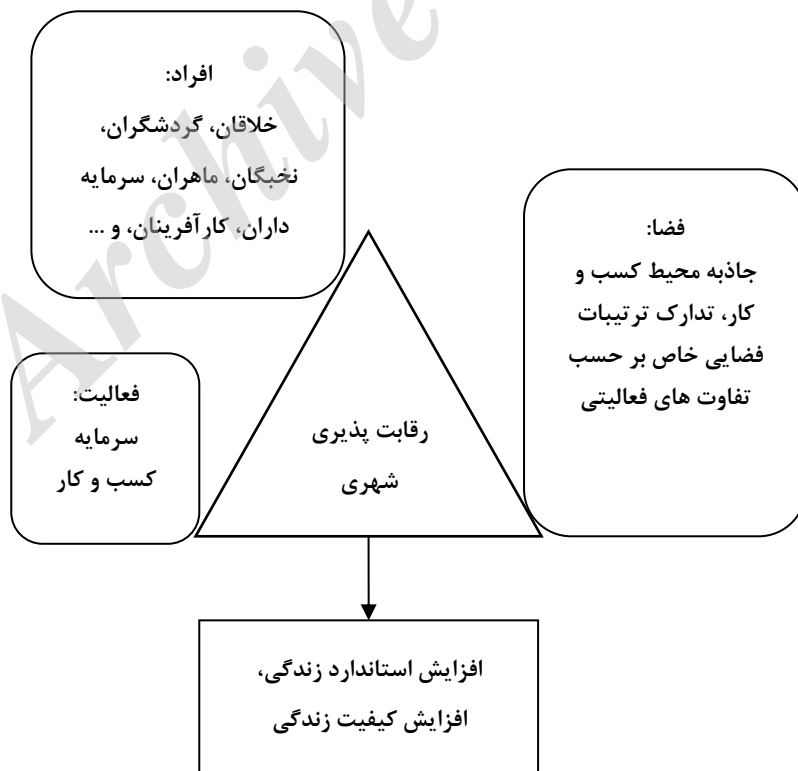 افراد:
خلاقان، گردشگران،
نخبگان، ماهران، سرمایه
داران، کارآفرینان، و ...
فضا:
جاذبه محیط کسب و
کار، تدارک ترتیبات
فضایی خاص بر حسب
تفاوت های فعالیتی
فعالیت:
سرمایه
کسب و کار
رقابت پذیری
شهری
افزایش استاندارد زندگی،
افزایش کیفیت زندگی
Archive